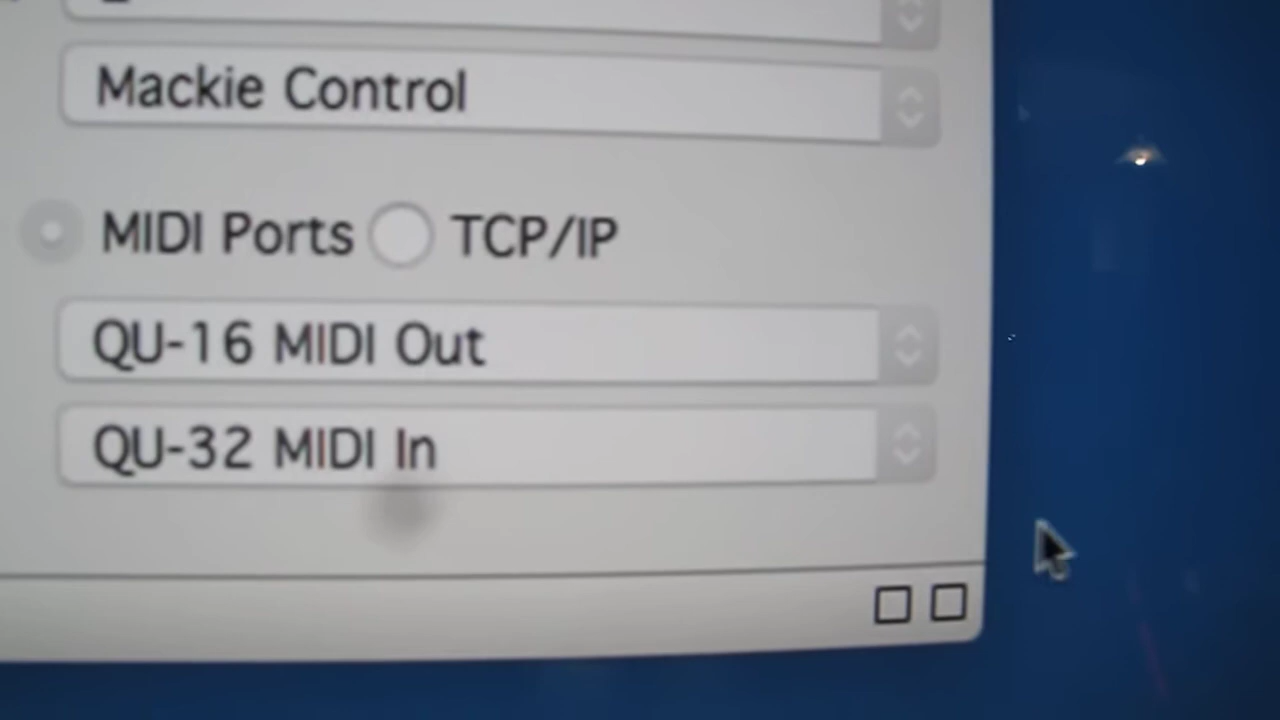 Mackie Control
MIDI Ports TCP/IP
QU-16 MIDI Out
QU-32 MIDI In